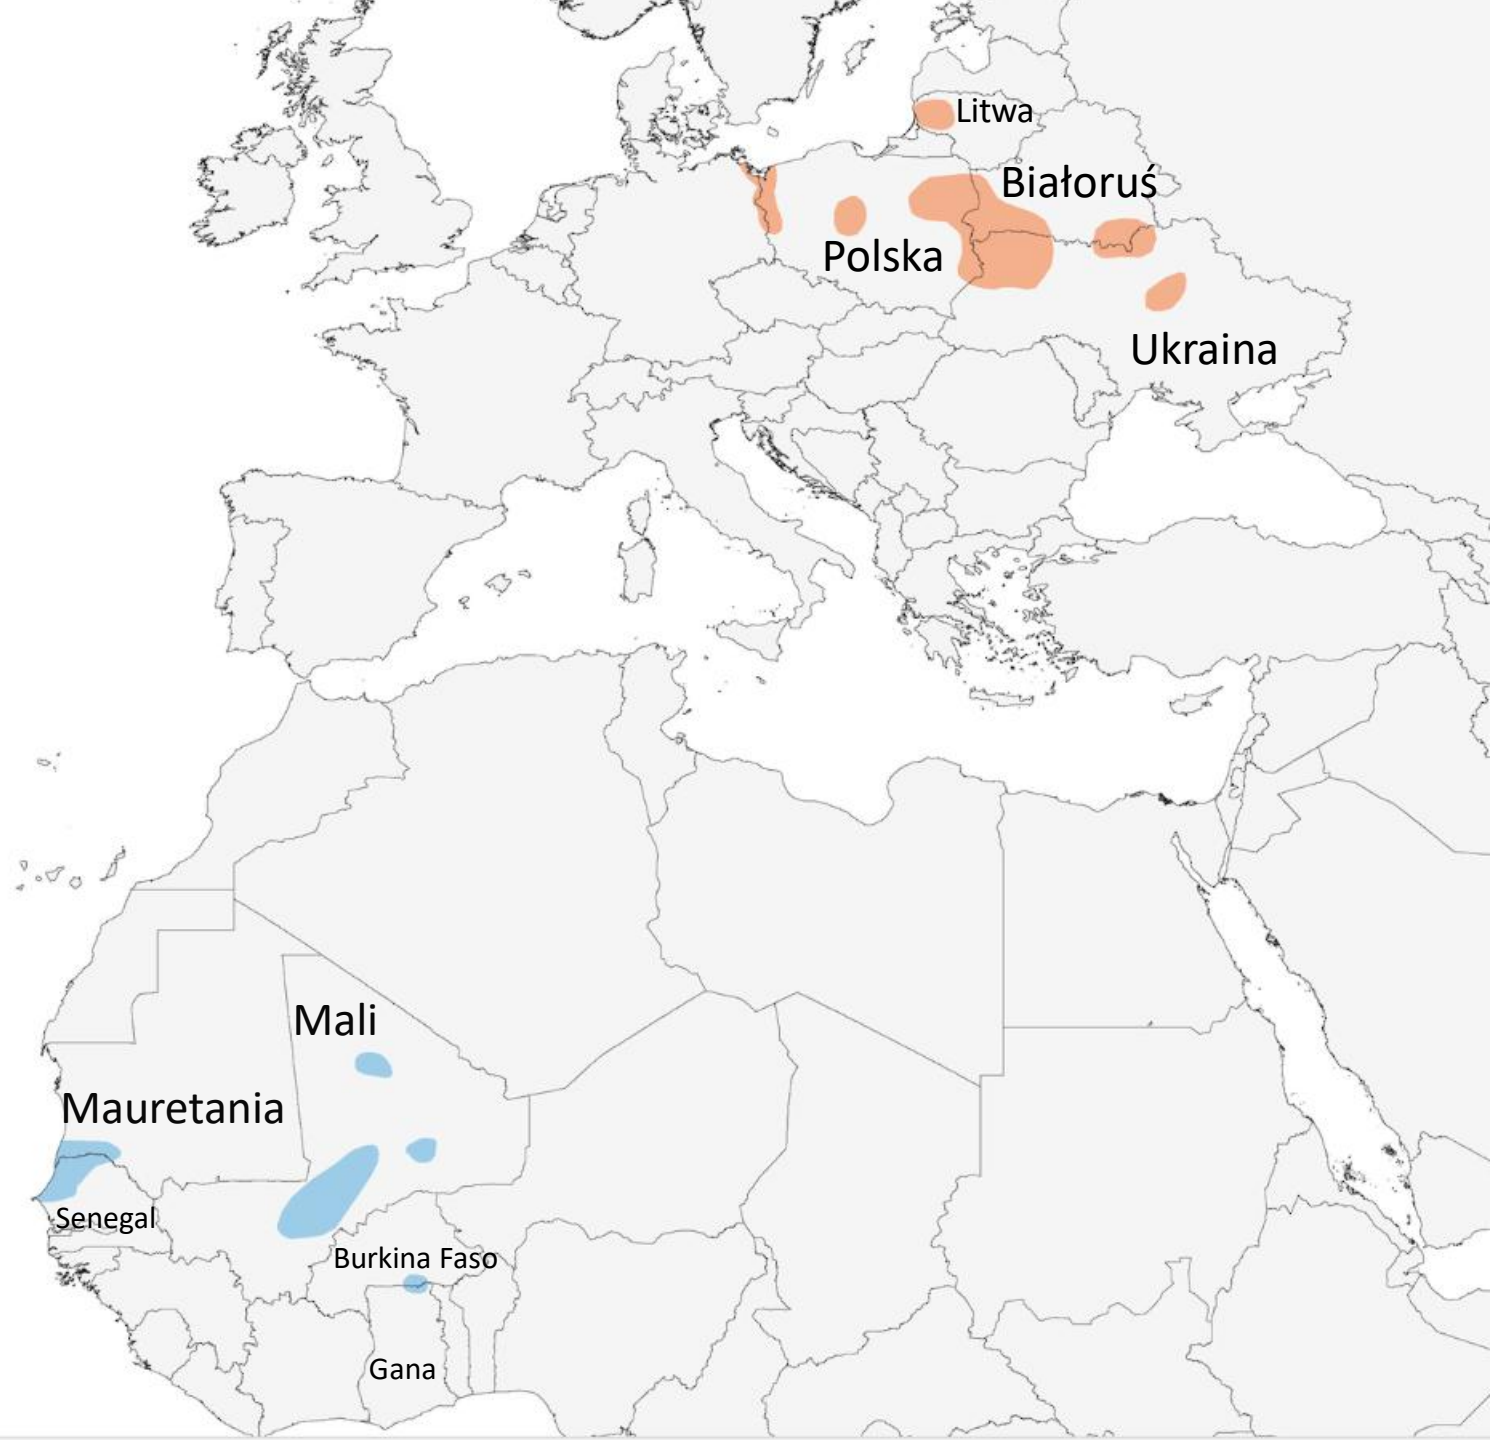 Litwa
Białoruś
Polska
Ukraina
Mali
Mauretania
Senegal
Burkina Faso
Gana